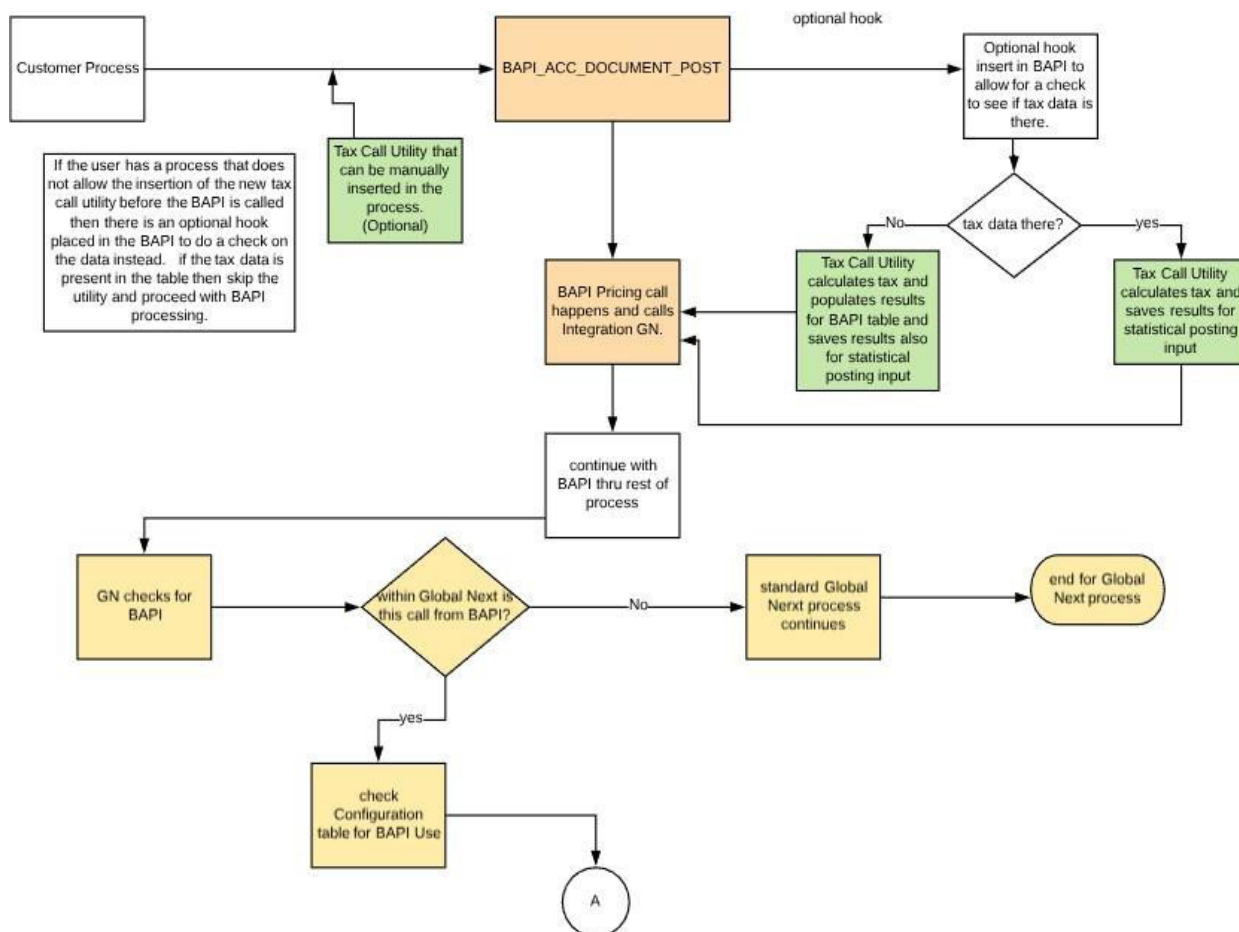 optional hook
Customer Process
BAPI_ACC_DOCUMENT_POST
Optional hook
insert in BAPI to
allow for a check
to see if tax data is
there.
If the user has a process that does
not allow the insertion of the new tax
call utility before the BAPI is called
then there is an optional hook
placed in the BAPI to do a check on
the data instead. if the tax data is
present in the table then skip the
utility and proceed with BAPI
processing.
Tax Call Utility that
can be manually
inserted in the
process.
(Optional)
No
tax data there?
yes
BAPI Pricing call
happens and calls
Integration GN.
Tax Call Utility
calculates tax and
populates results
for BAPI table and
saves results also
for statistical
posting input
Tax Call Utility
calculates tax and
saves results for
statistical posting
input
continue with
BAPI thru rest of
process
GN checks for
BAPI
within Global Next is
this call from BAPI?
No
standard Global
Nerxt process
continues
end for Global
Next process
yes
check
Configuration
table for BAPI Use
A